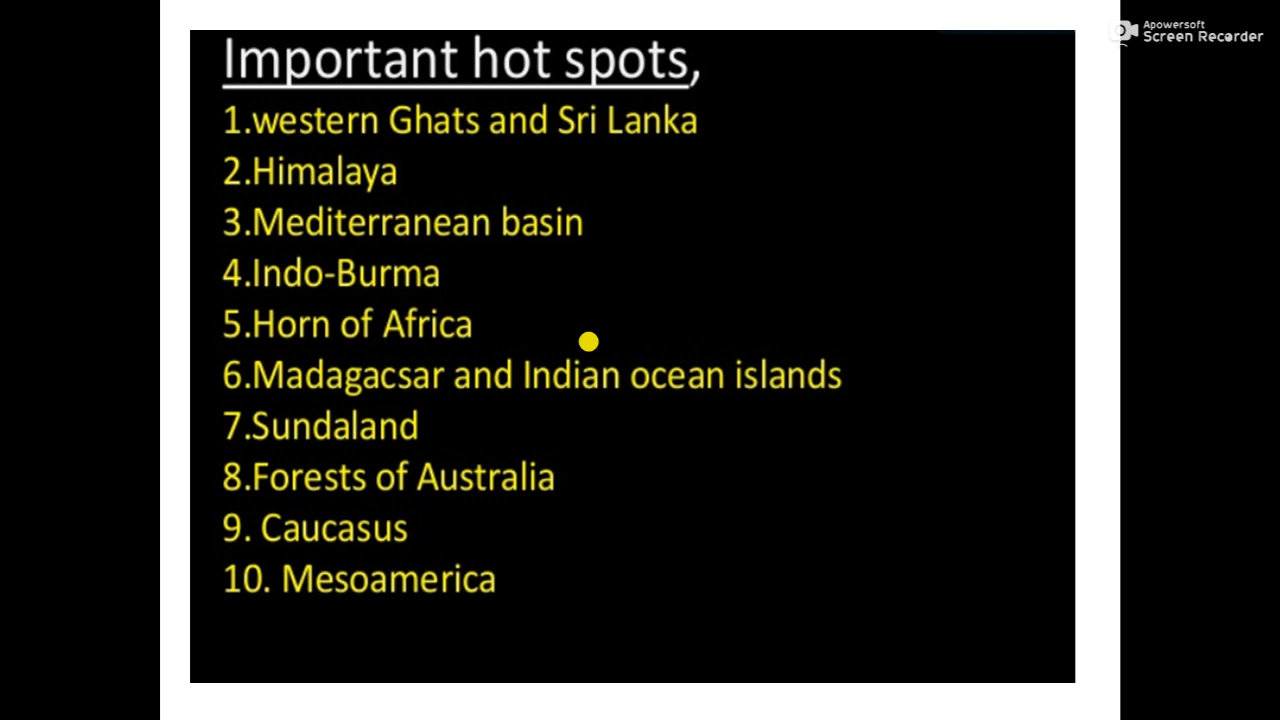 Apowersoft
Screen Recorder
Important hot spots,
1.western Ghats and Sri Lanka
2.Himalaya
3.Mediterranean basin
4.Indo-Burma
5.Horn of Africa
6.Madagacsar and Indian ocean islands
7.Sundaland
8.Forests of Australia
9. Caucasus
10. Mesoamerica